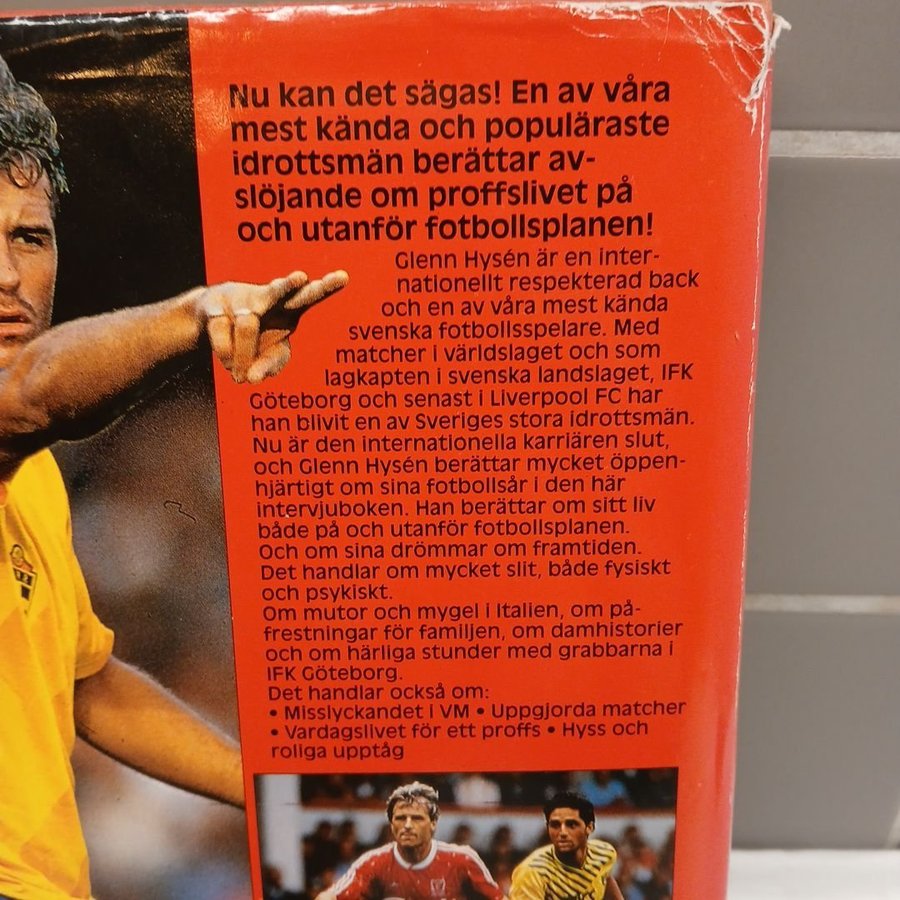 Nu kan det sägas! En av våra
mest kända och populäraste
idrottsmän berättar av-
slöjande om proffslivet på
och utanför fotbollsplanen!
Glenn Hysén är en inter-
nationellt respekterad back
och en av våra mest kända
svenska fotbollsspelare. Med
matcher i världslaget och som
lagkapten i svenska landslaget, IFK
Göteborg och senast i Liverpool FC har
han blivit en av Sveriges stora idrottsmän.
Nu är den internationella karriären slut,
och Glenn Hysén berättar mycket öppen-
hjärtigt om sina fotbollsår i den här
intervjuboken. Han berättar om sitt liv
både på och utanför fotbollsplanen.
Och om sina drömmar om framtiden.
Det handlar om mycket slit, både fysiskt
och psykiskt.
Om mutor och mygel i Italien, om på-
frestningar för familjen, om damhistorier
och om härliga stunder med grabbarna i
IFK Göteborg.
Det handlar också om:
• Misslyckandet i VM • Uppgjorda matcher
• Vardagslivet för ett proffs • Hyss och
roliga upptåg